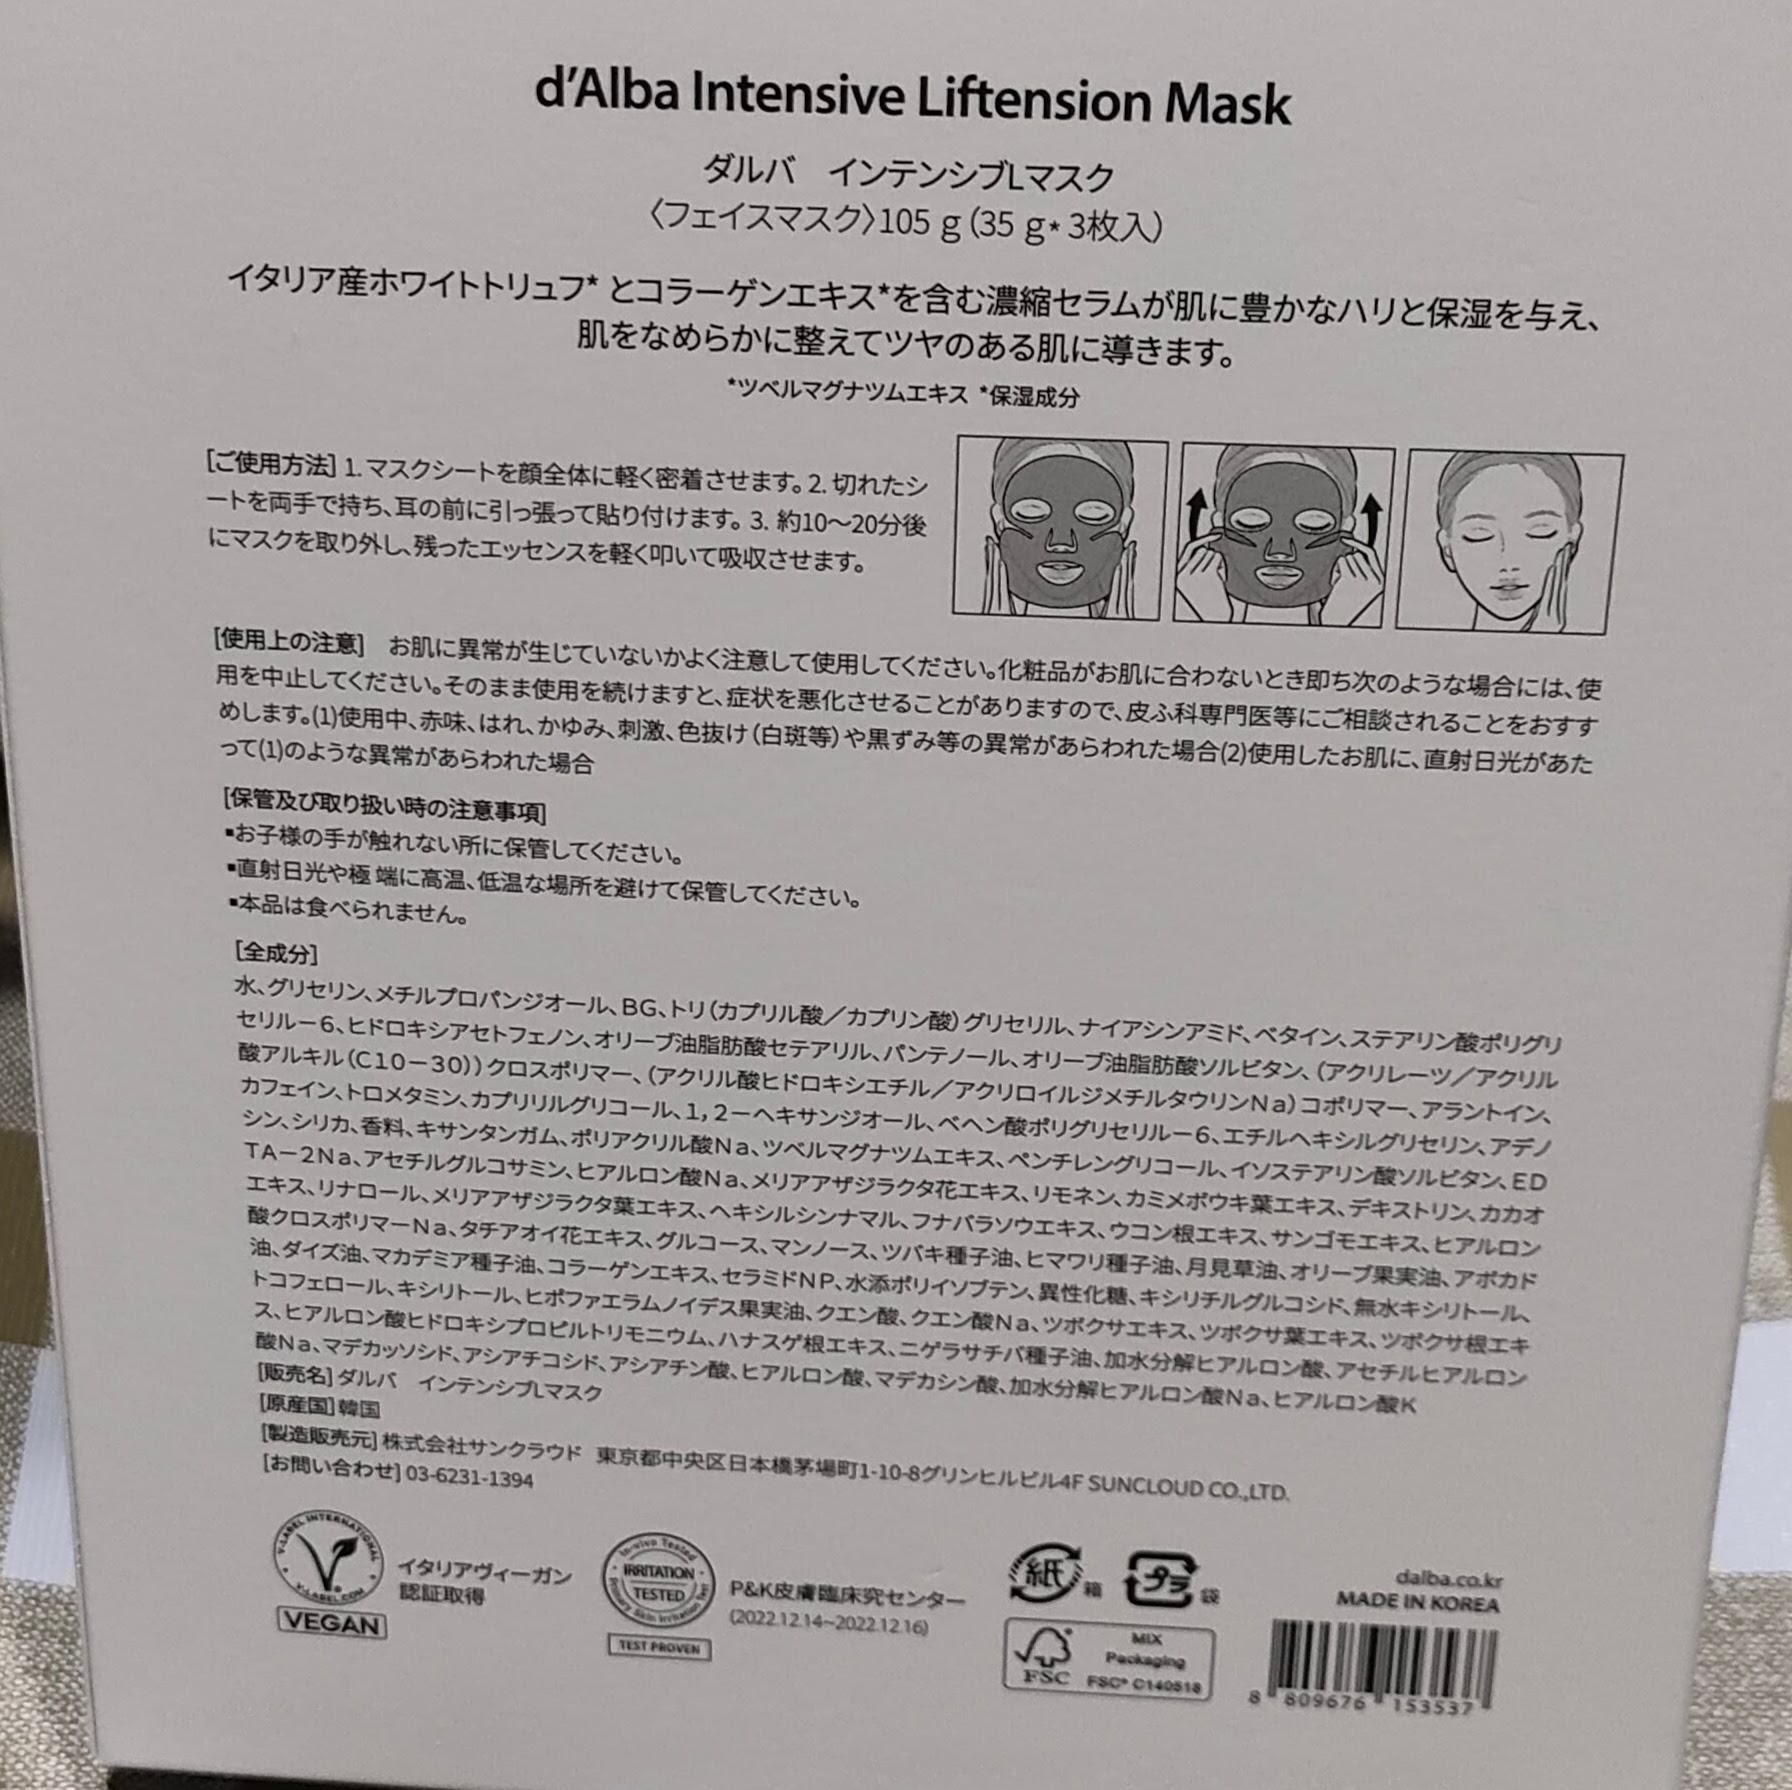 d'Alba Intensive Liftension Mask
ダルバ　インテンシブLマスク
〈フェイスマスク〉105 g (35 g* 3枚入)
イタリア産ホワイトトリュフ* とコラーゲンエキス*を含む濃縮セラムが肌に豊かなハリと保湿を与え、
肌をなめらかに整えてツヤのある肌に導きます。
*ツベルマグナツムエキス *保湿成分
[ご使用方法] 1. マスクシートを顔全体に軽く密着させます。2. 切れたシ
ートを両手で持ち、耳の前に引っ張って貼り付けます。3. 約10～20分後
にマスクを取り外し、残ったエッセンスを軽く叩いて吸収させます。
[使用上の注意]　お肌に異常が生じていないかよく注意して使用してください。化粧品がお肌に合わないとき即ち次のような場合には、使
用を中止してください。そのまま使用を続けますと、症状を悪化させることがありますので、皮ふ科専門医等にご相談されることをおすす
めします。(1)使用中、赤味、はれ、かゆみ、刺激、色抜け（白斑等）や黒ずみ等の異常があらわれた場合(2)使用したお肌に、直射日光があた
って(1)のような異常があらわれた場合
[保管及び取り扱い時の注意事項]
▪お子様の手が触れない所に保管してください。
▪直射日光や極 端に高温、低温な場所を避けて保管してください。
▪本品は食べられません。
[全成分]
水、グリセリン、メチルプロパンジオール、BG、トリ（カプリル酸／カプリン酸）グリセリル、ナイアシンアミド、ベタイン、ステアリン酸ポリグリ
セリル－6、ヒドロキシアセトフェノン、オリーブ油脂肪酸セテアリル、パンテノール、オリーブ油脂肪酸ソルビタン、（アクリレーツ／アクリル
酸アルキル（C10－30））クロスポリマー、（アクリル酸ヒドロキシエチル／アクリロイルジメチルタウリンNa）コポリマー、アラントイン、
カフェイン、トロメタミン、カプリリルグリコール、1，2－ヘキサンジオール、ベヘン酸ポリグリセリル－6、エチルヘキシルグリセリン、アデノ
シン、シリカ、香料、キサンタンガム、ポリアクリル酸Na、ツベルマグナツムエキス、ペンチレングリコール、イソステアリン酸ソルビタン、ED
TA－2Na、アセチルグルコサミン、ヒアルロン酸Na、メリアアザジラクタ花エキス、リモネン、カミメボウキ葉エキス、デキストリン、カカオ
エキス、リナロール、メリアアザジラクタ葉エキス、ヘキシルシンナマル、フナバラソウエキス、ウコン根エキス、サンゴモエキス、ヒアルロン
酸クロスポリマーNa、タチアオイ花エキス、グルコース、マンノース、ツバキ種子油、ヒマワリ種子油、月見草油、オリーブ果実油、アボカド
油、ダイズ油、マカデミア種子油、コラーゲンエキス、セラミドNP、水添ポリイソブテン、異性化糖、キシリチルグルコシド、無水キシリトール、
トコフェロール、キシリトール、ヒポファエラムノイデス果実油、クエン酸、クエン酸Na、ツボクサエキス、ツボクサ葉エキス、ツボクサ根エキ
ス、ヒアルロン酸ヒドロキシプロピルトリモニウム、ハナスゲ根エキス、ニゲラサチバ種子油、加水分解ヒアルロン酸、アセチルヒアルロン
酸Na、マデカッソシド、アシアチコシド、アシアチン酸、ヒアルロン酸、マデカシン酸、加水分解ヒアルロン酸Na、ヒアルロン酸K
[販売名] ダルバ　インテンシブLマスク
[原産国] 韓国
[製造販売元] 株式会社サンクラウド 東京都中央区日本橋茅場町1-10-8グリンヒルビル4F SUNCLOUD CO.,LTD.
[お問い合わせ] 03-6231-1394
V-LABEL INTERNATIONAL
V-LABEL.COM
VEGAN
イタリアヴィーガン
認証取得
In-vivo Tested
IRRITATION
TESTED
Primary Skin Irritation Test
TEST PROVEN
P&K皮膚臨床究センター
(2022.12.14~2022.12.16)
紙 箱
プラ 袋
FSC
MIX
Packaging
FSC® C140518
dalba.co.kr
MADE IN KOREA
8 809676 153537